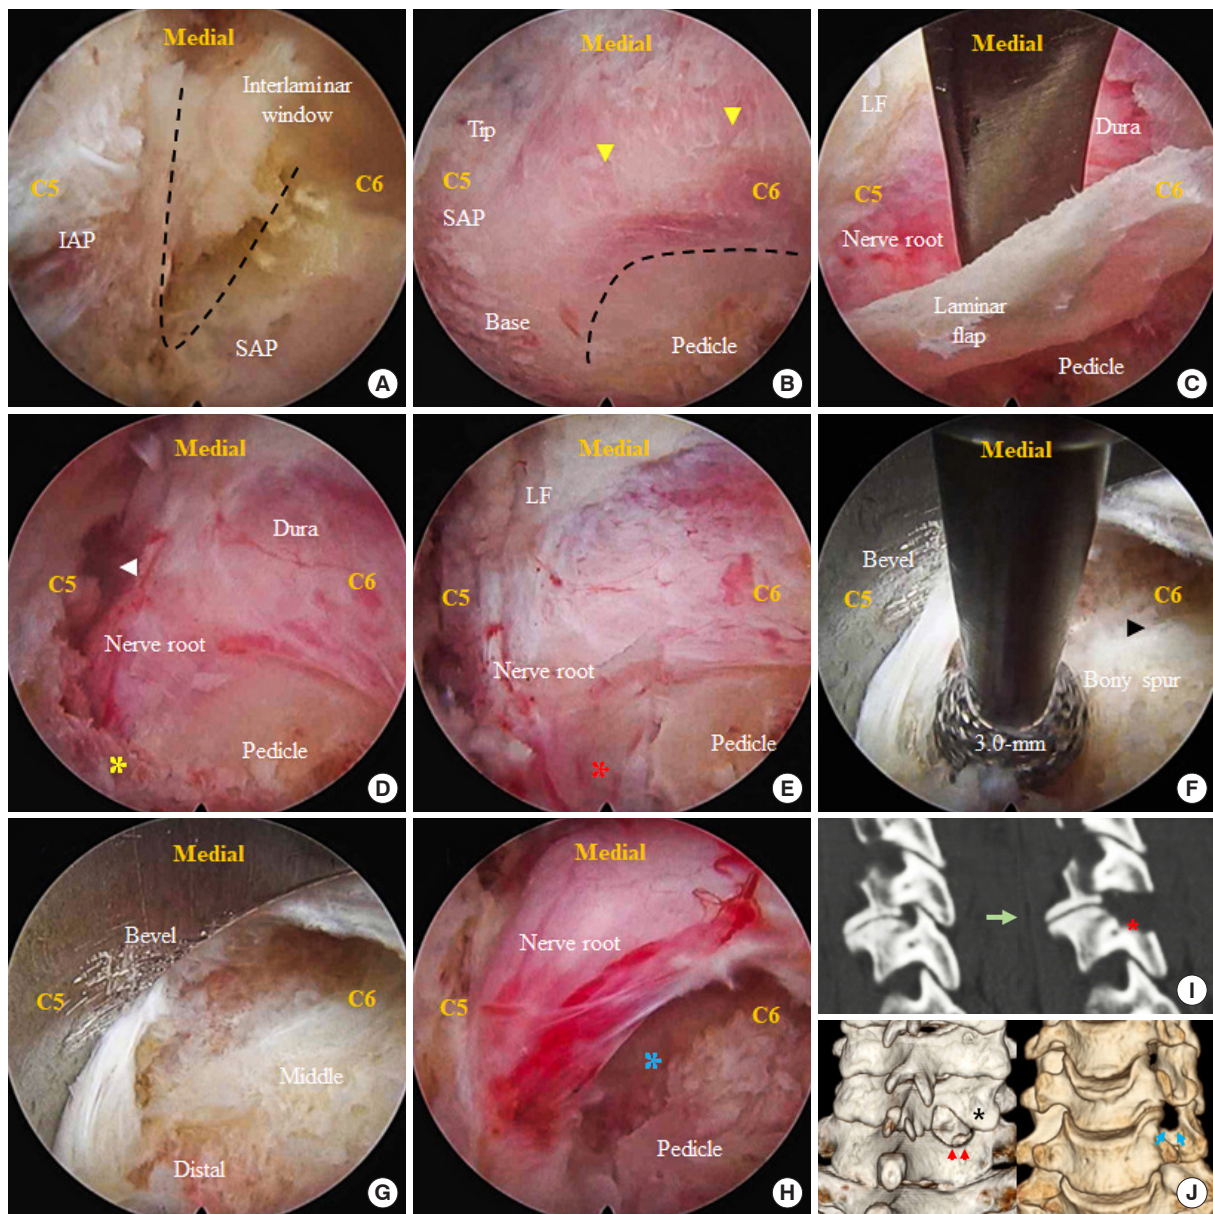 Medial
Interlaminar
window
C5
C6
IAP
SAP
A
Medial
Tip
C5
SAP
C6
Base
Pedicle
B
Medial
LF
Dura
C5
C6
Nerve root
Laminar
flap
Pedicle
C
Medial
Dura
C5
C6
Nerve root
Pedicle
*
D
Medial
LF
C5
C6
Nerve root
Pedicle
*
E
Medial
Bevel
C5
C6
Bony spur
3.0-mm
F
Medial
Bevel
C5
C6
Middle
Distal
G
Medial
Nerve root
C5
C6
*
Pedicle
H
*
I
*
J